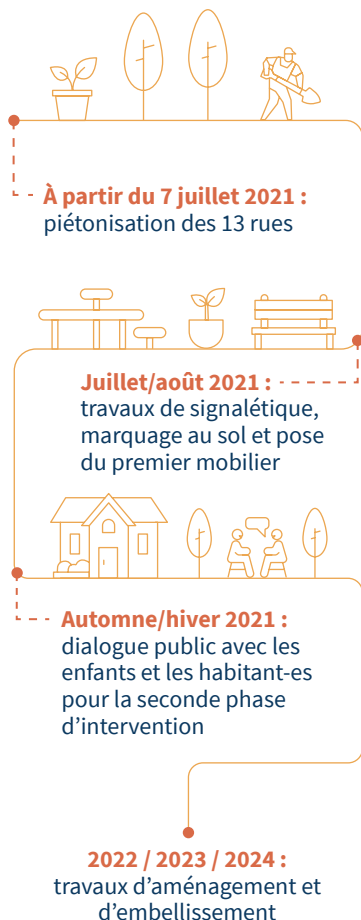 À partir du 7 juillet 2021 :
piétonisation des 13 rues
Juillet/août 2021 :
travaux de signalétique,
marquage au sol et pose
du premier mobilier
Automne/hiver 2021 :
dialogue public avec les
enfants et les habitant-es
pour la seconde phase
d’intervention
2022 / 2023 / 2024 :
travaux d’aménagement et
d’embellissement